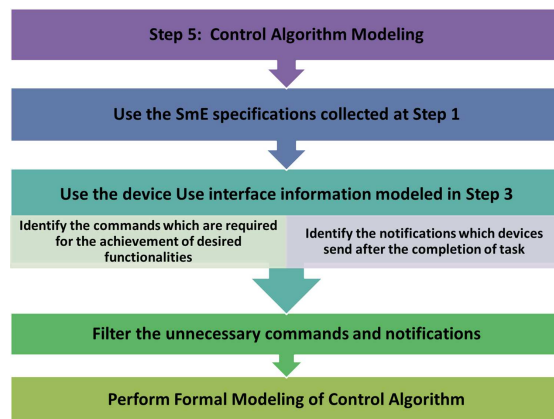 Step 5: Control Algorithm Modeling
Use the SmE specifications collected at Step 1
Use the device Use interface information modeled in Step 3
Identify the commands which are required
for the achievement of desired
functionalities
Identify the notifications which devices
send after the completion of task
Filter the unnecessary commands and notifications
Perform Formal Modeling of Control Algorithm